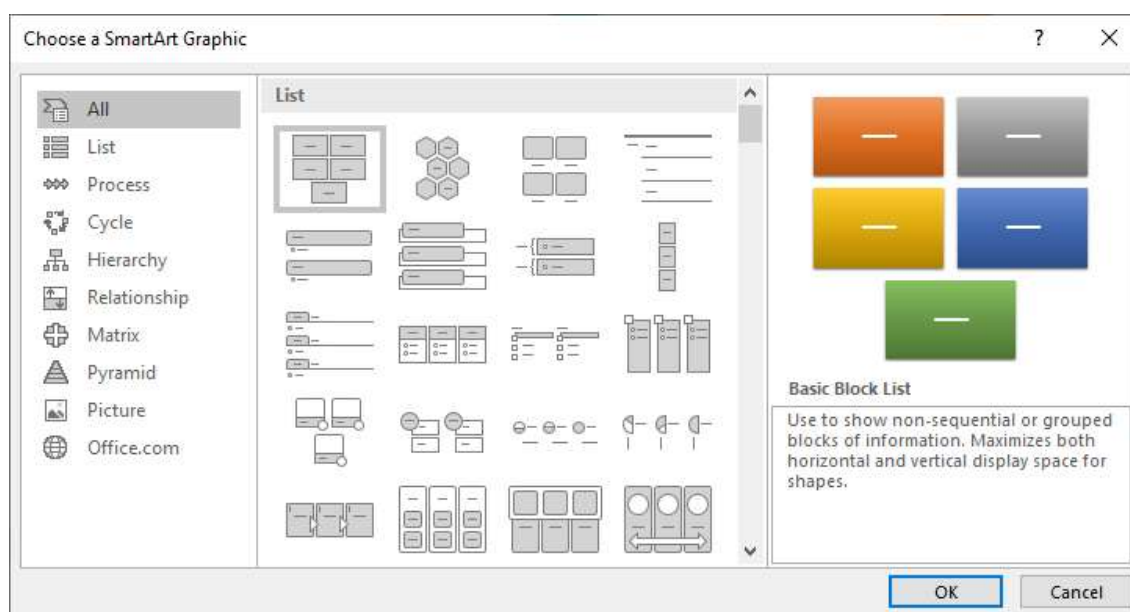 Choose a SmartArt Graphic
?
All
List
Process
Cycle
Hierarchy
Relationship
Matrix
Pyramid
Picture
Office.com
List
Basic Block List
Use to show non-sequential or grouped
blocks of information. Maximizes both
horizontal and vertical display space for
shapes.
OK
Cancel